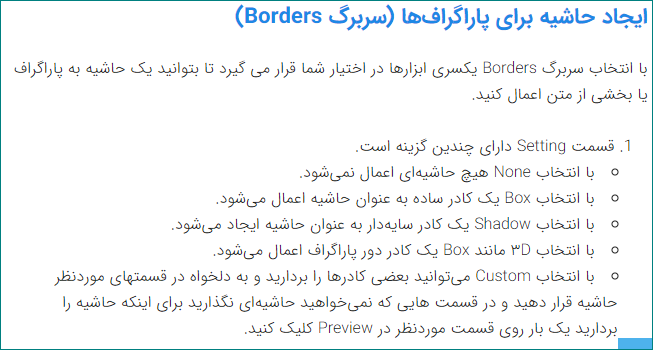 ایجاد حاشیه برای پاراگراف‌ها (سربرگ Borders)
با انتخاب سربرگ Borders یکسری ابزارها در اختیار شما قرار می گیرد تا بتوانید یک حاشیه به پاراگراف
یا بخشی از متن اعمال کنید.
1. قسمت Setting دارای چندین گزینه است.
○ با انتخاب None هیچ حاشیه‌ای اعمال نمی‌شود.
○ با انتخاب Box یک کادر ساده به عنوان حاشیه اعمال می‌شود.
○ با انتخاب Shadow یک کادر سایه‌دار به عنوان حاشیه ایجاد می‌شود.
○ با انتخاب ۳D مانند Box یک کادر دور پاراگراف اعمال می‌شود.
○ با انتخاب Custom می‌توانید بعضی کادرها را بردارید و به دلخواه در قسمتهای موردنظر
حاشیه قرار دهید و در قسمت هایی که نمی‌خواهید حاشیه‌ای نگذارید برای اینکه حاشیه را
بردارید یک بار روی قسمت موردنظر در Preview کلیک کنید.